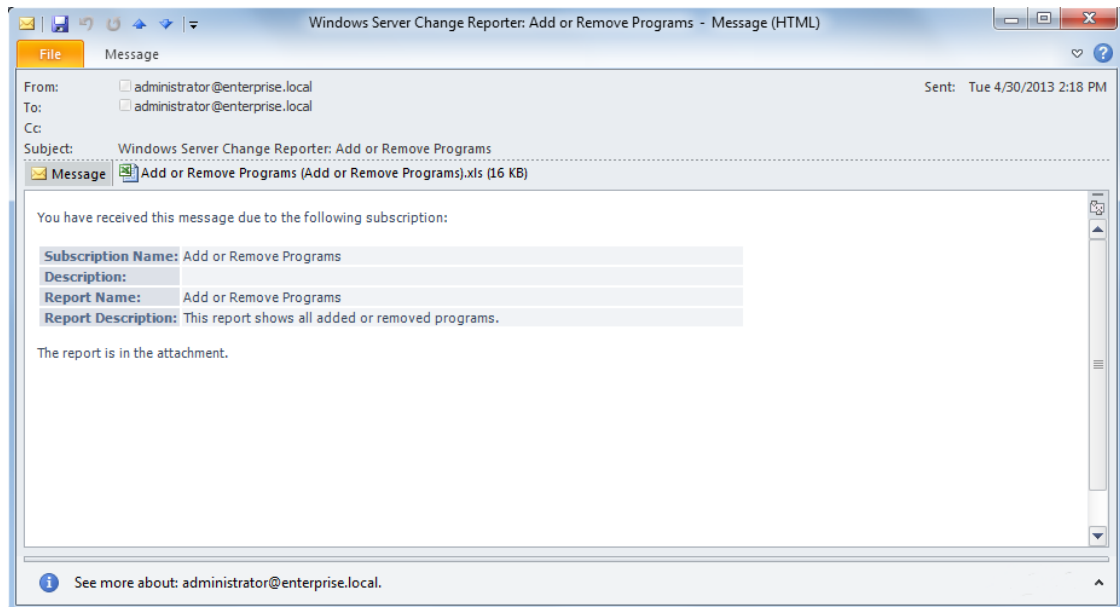 Windows Server Change Reporter: Add or Remove Programs - Message (HTML)
File Message
From: administrator@enterprise.local Sent: Tue 4/30/2013 2:18 PM
To: administrator@enterprise.local
Cc:
Subject: Windows Server Change Reporter: Add or Remove Programs
Message Add or Remove Programs (Add or Remove Programs).xls (16 KB)
You have received this message due to the following subscription:
Subscription Name: Add or Remove Programs
Description:
Report Name: Add or Remove Programs
Report Description: This report shows all added or removed programs.
The report is in the attachment.
See more about: administrator@enterprise.local.